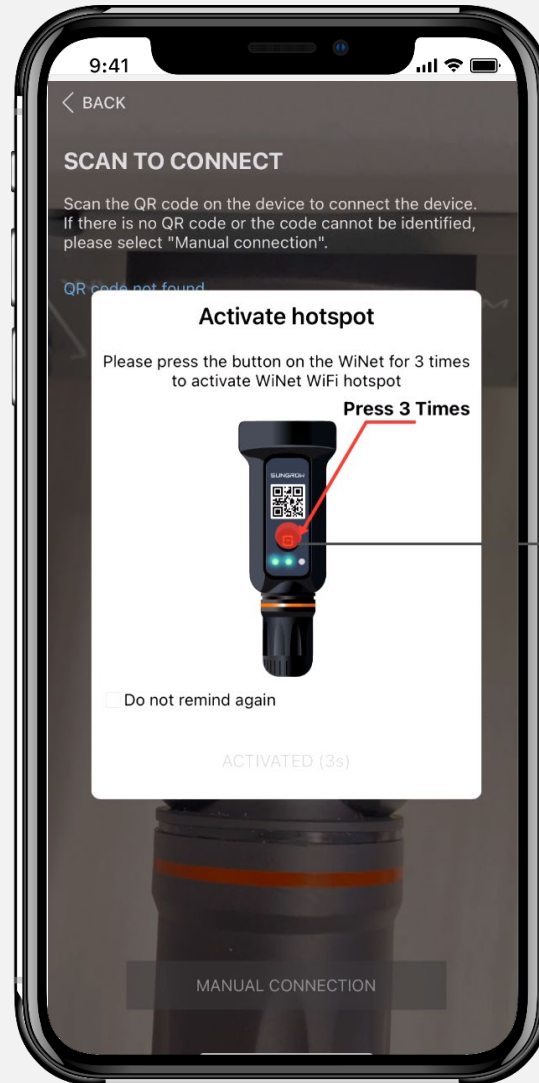 9:41
BACK
SCAN TO CONNECT
Scan the QR code on the device to connect the device.
If there is no QR code or the code cannot be identified,
please select "Manual connection".
QR code not found
Activate hotspot
Please press the button on the WiNet for 3 times
to activate WiNet WiFi hotspot
Press 3 Times
SUNGROW
Do not remind again
ACTIVATED (3s)
MANUAL CONNECTION